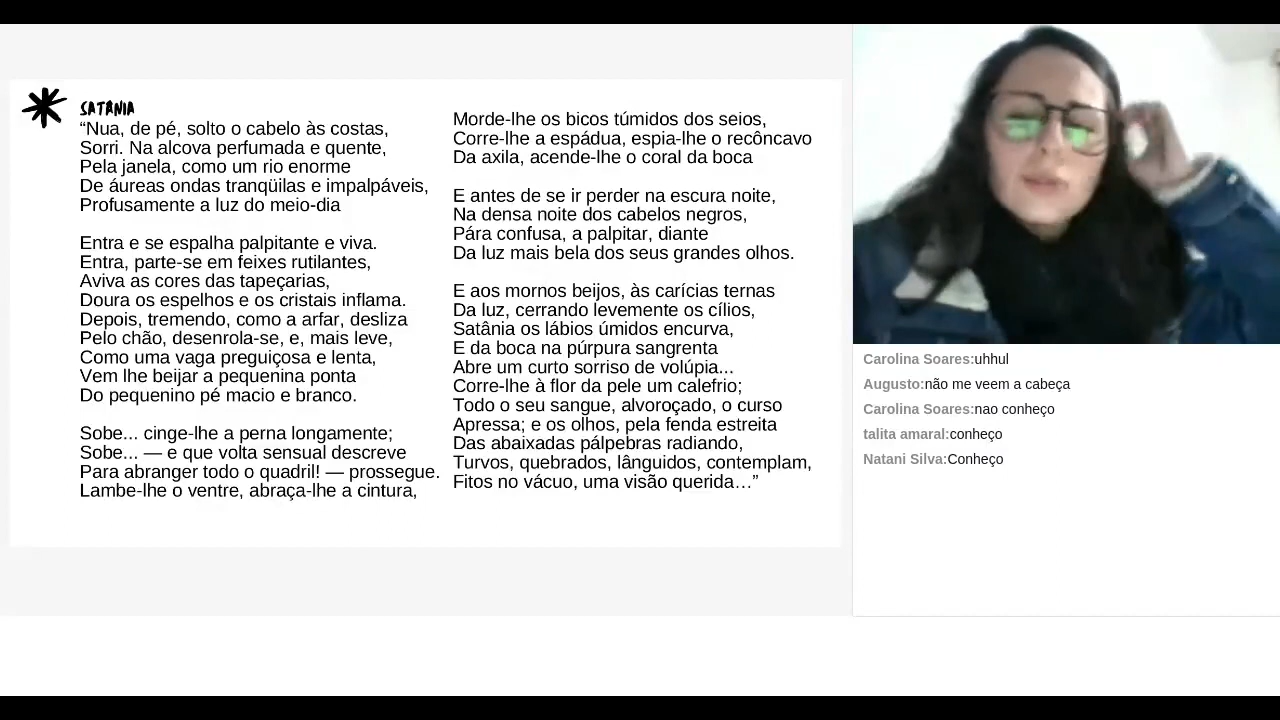 SATÂNIA
“Nua, de pé, solto o cabelo às costas,
Sorri. Na alcova perfumada e quente,
Pela janela, como um rio enorme
De áureas ondas tranqüilas e impalpáveis,
Profusamente a luz do meio-dia
Entra e se espalha palpitante e viva.
Entra, parte-se em feixes rutilantes,
Aviva as cores das tapeçarias,
Doura os espelhos e os cristais inflama.
Depois, tremendo, como a arfar, desliza
Pelo chão, desenrola-se, e, mais leve,
Como uma vaga preguiçosa e lenta,
Vem lhe beijar a pequenina ponta
Do pequenino pé macio e branco.
Sobe... cinge-lhe a perna longamente;
Sobe... — e que volta sensual descreve
Para abranger todo o quadril! — prossegue.
Lambe-lhe o ventre, abraça-lhe a cintura,
Morde-lhe os bicos túmidos dos seios,
Corre-lhe a espádua, espia-lhe o recôncavo
Da axila, acende-lhe o coral da boca
E antes de se ir perder na escura noite,
Na densa noite dos cabelos negros,
Pára confusa, a palpitar, diante
Da luz mais bela dos seus grandes olhos.
E aos mornos beijos, às carícias ternas
Da luz, cerrando levemente os cílios,
Satânia os lábios úmidos encurva,
E da boca na púrpura sangrenta
Abre um curto sorriso de volúpia...
Corre-lhe à flor da pele um calefrio;
Todo o seu sangue, alvoroçado, o curso
Apressa; e os olhos, pela fenda estreita
Das abaixadas pálpebras radiando,
Turvos, quebrados, lânguidos, contemplam,
Fitos no vácuo, uma visão querida…”
Carolina Soares:uhhul
Augusto:não me veem a cabeça
Carolina Soares:nao conheço
talita amaral:conheço
Natani Silva:Conheço